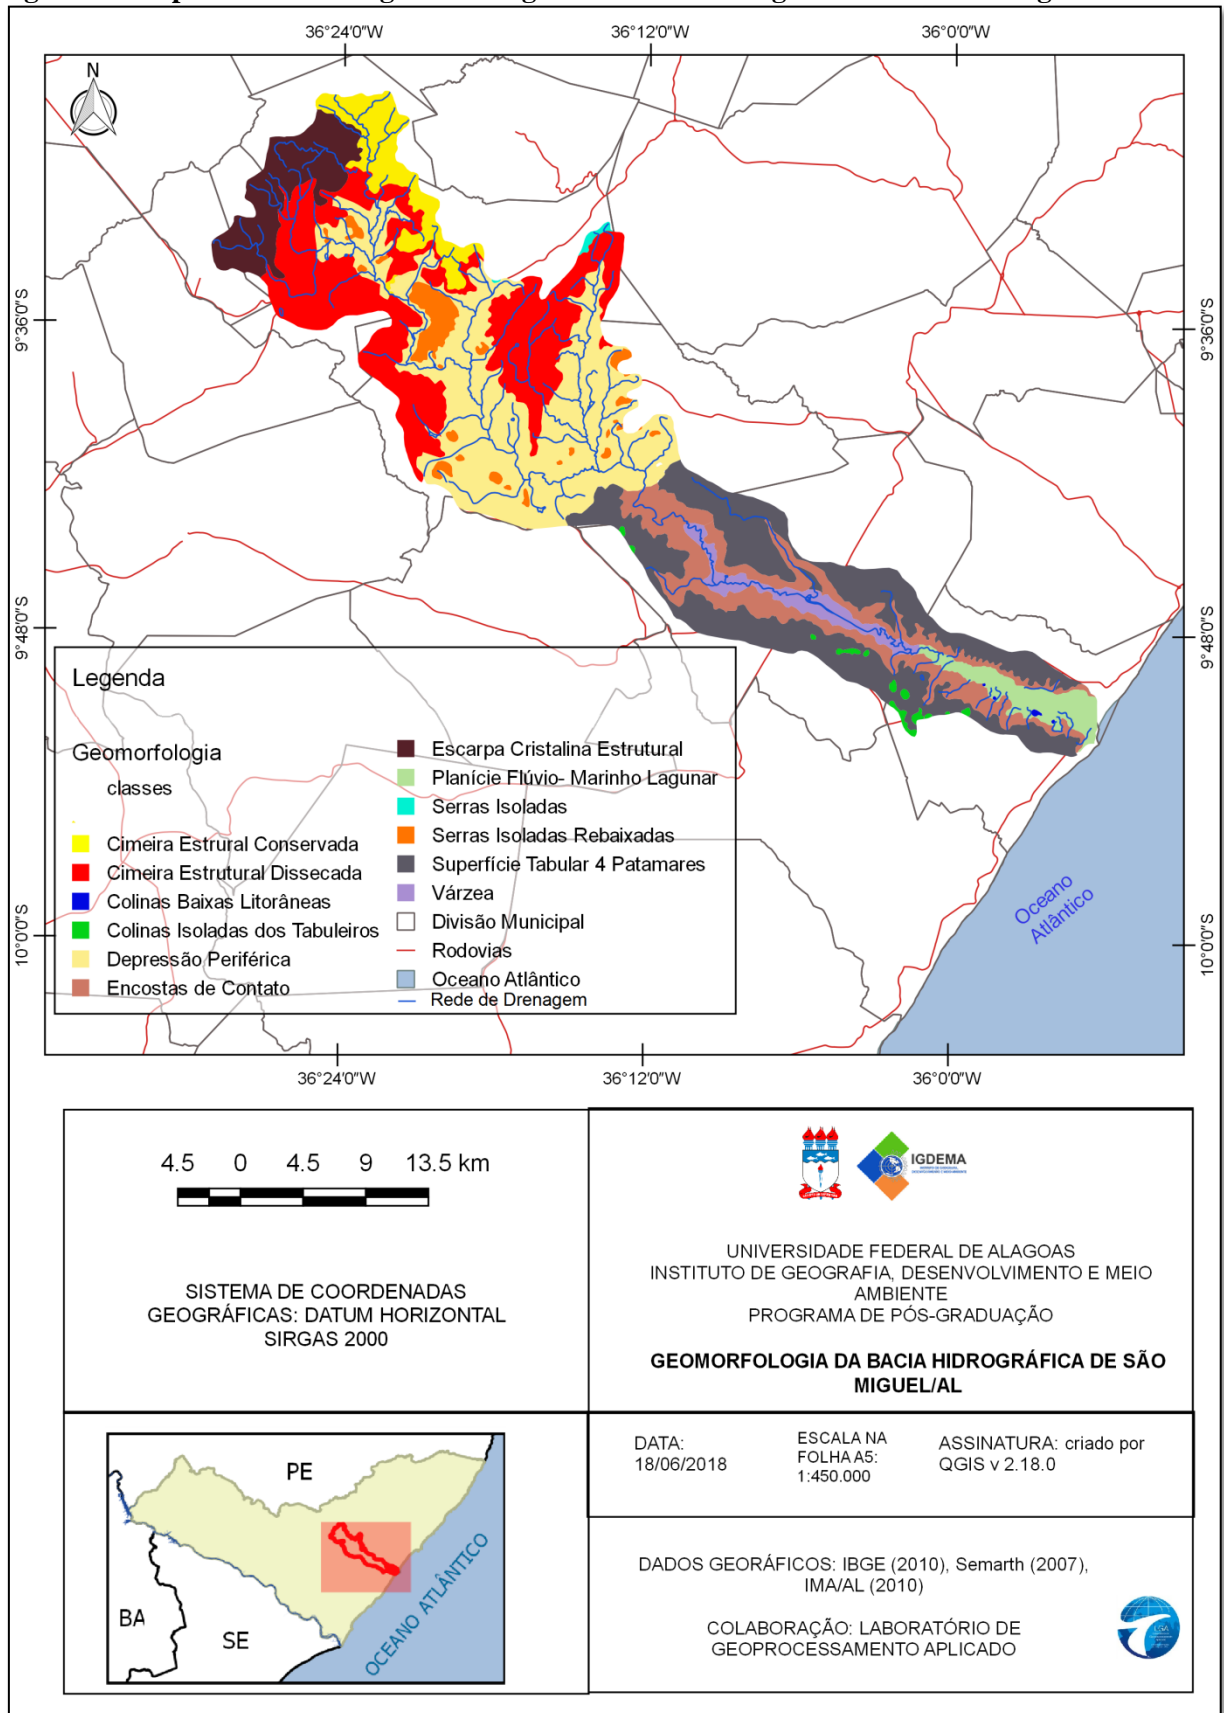 36°24'0"W
36°12'0"W
36°0'0"W
N
9°36'0"S
9°36'0"S
9°48'0"S
9°48'0"S
10°0'0"S
10°0'0"S
Legenda
Geomorfologia
classes
Cimeira Estrural Conservada
Cimeira Estrutural Dissecada
Colinas Baixas Litorâneas
Colinas Isoladas dos Tabuleiros
Depressão Periférica
Encostas de Contato
Escarpa Cristalina Estrutural
Planície Flúvio- Marinho Lagunar
Serras Isoladas
Serras Isoladas Rebaixadas
Superfície Tabular 4 Patamares
Várzea
Divisão Municipal
Rodovias
Oceano Atlântico
Rede de Drenagem
Oceano
Atlântico
36°24'0"W
36°12'0"W
36°0'0"W
4.5 0 4.5 9 13.5 km
SISTEMA DE COORDENADAS
GEOGRÁFICAS: DATUM HORIZONTAL
SIRGAS 2000
IGDEMA
UNIVERSIDADE FEDERAL DE ALAGOAS
INSTITUTO DE GEOGRAFIA, DESENVOLVIMENTO E MEIO
AMBIENTE
PROGRAMA DE PÓS-GRADUAÇÃO
GEOMORFOLOGIA DA BACIA HIDROGRÁFICA DE SÃO
MIGUEL/AL
PE
BA
SE
OCEANO ATLÂNTICO
DATA:
18/06/2018
ESCALA NA
FOLHA A5:
1:450.000
ASSINATURA: criado por
QGIS v 2.18.0
DADOS GEORÁFICOS: IBGE (2010), Semarth (2007),
IMA/AL (2010)
COLABORAÇÃO: LABORATÓRIO DE
GEOPROCESSAMENTO APLICADO
LGA